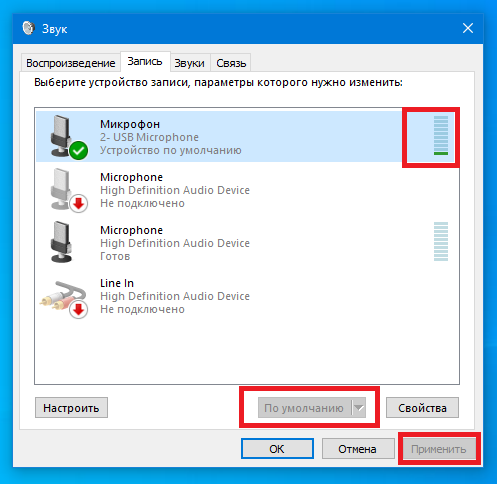 Звук
Воспроизведение Запись Звуки Связь
Выберите устройство записи, параметры которого нужно изменить:
Микрофон
2- USB Microphone
Устройство по умолчанию
Microphone
High Definition Audio Device
Не подключено
Microphone
High Definition Audio Device
Готов
Line In
High Definition Audio Device
Не подключено
Настроить По умолчанию Свойства
OK Отмена Применить